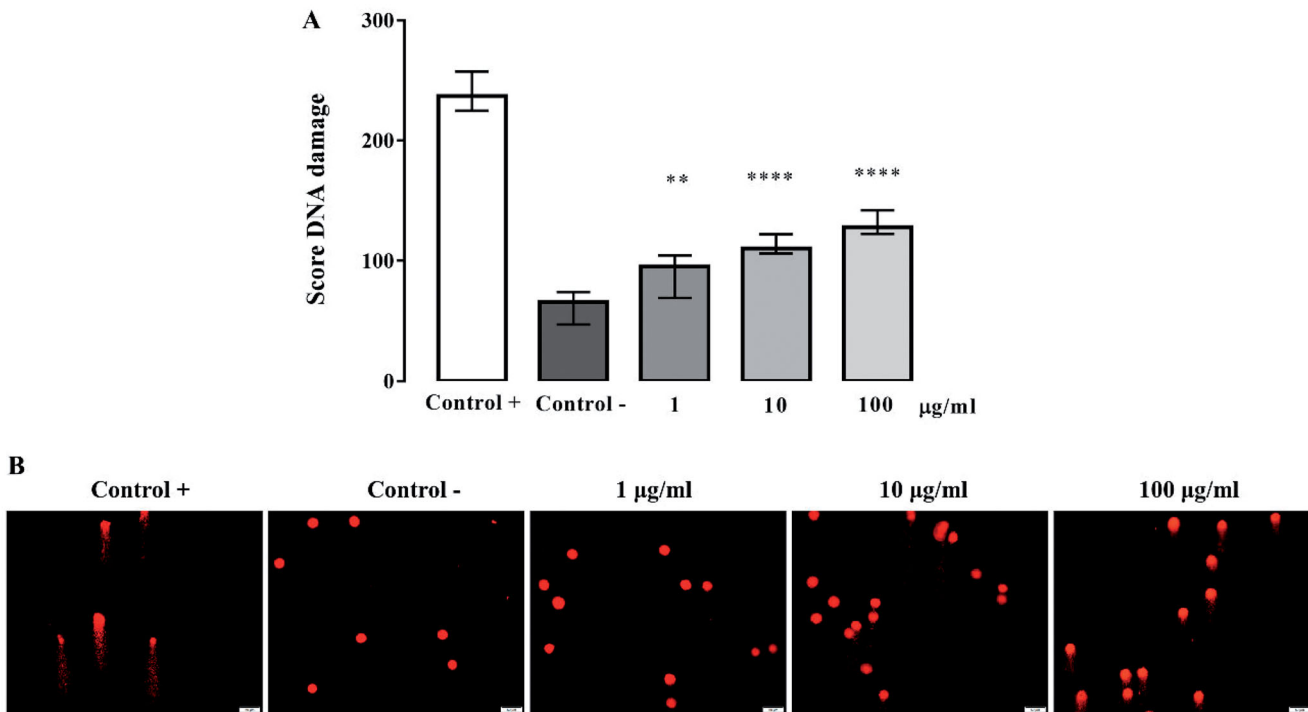 A
300
200
100
0
Score DNA damage
** **** ****
Control + Control - 1 10 100 μg/ml
B
Control + Control - 1 μg/ml 10 μg/ml 100 μg/ml